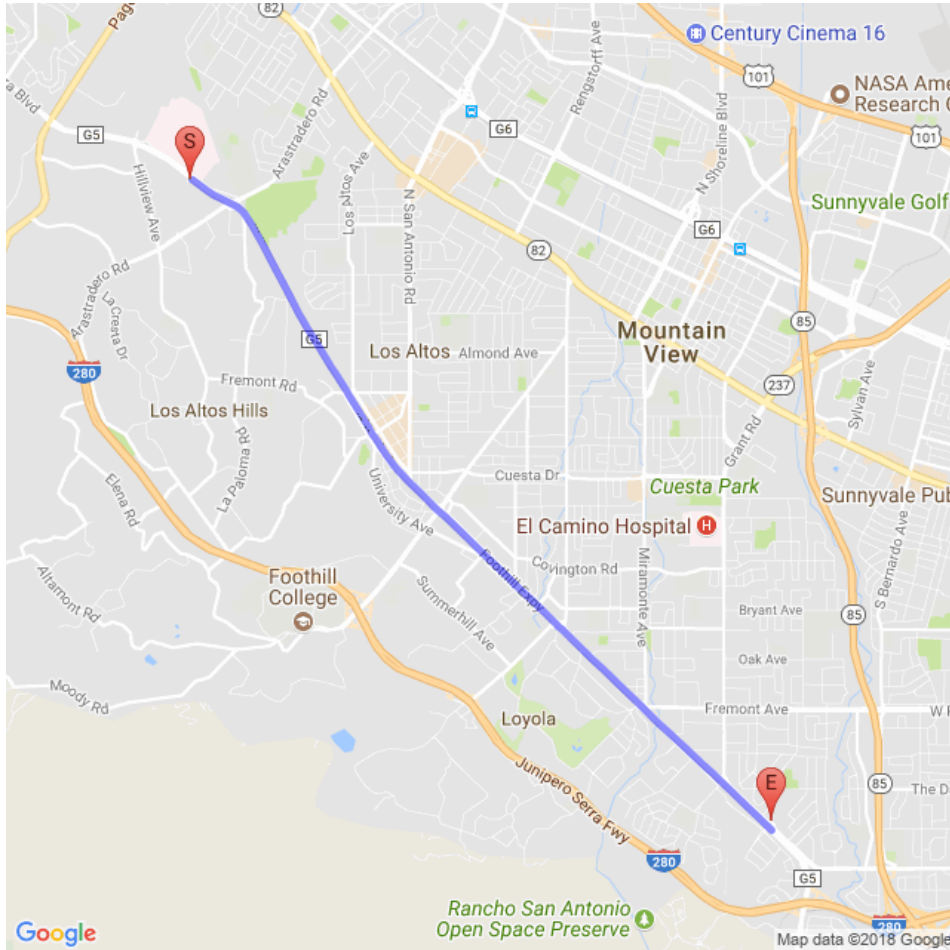 82
Page
Century Cinema 16
101
NASA Ame
Research C
ra Blvd
G5
S
Arastradero Rd
Rengstorff Ave
G6
101
Hillview Ave
Los Altos Ave
N San Antonio Rd
N Shoreline Blvd
Sunnyvale Golf
G6
82
Arastradero Rd
La Cresta Dr
G5
Mountain
View
85
Los Altos
Almond Ave
280
Fremont Rd
237
Sylvan Ave
Los Altos Hills
La Paloma Rd
Grant Rd
Elena Rd
University Ave
Cuesta Dr
Cuesta Park
Sunnyvale Pub
El Camino Hospital
H
Foothill
College
Foothill Expy
Covington Rd
Miramonte Ave
S Bernardo Ave
Altamont Rd
Summerhill Ave
Bryant Ave
85
Oak Ave
Moody Rd
Loyola
Fremont Ave
W F
Junipero Serra Fwy
E
85
The Da
280
G5
Rancho San Antonio
Open Space Preserve
280
Google
Map data ©2018 Google